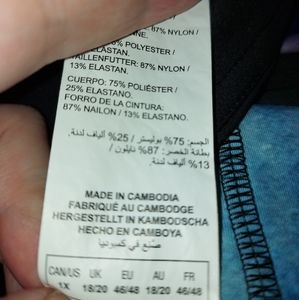 87% NYLON /
ANNE.
% POLYESTER /
TAILLENFUTTER: 87% NYLON /
13% ELASTAN.
CUERPO: 75% POLIÉSTER /
25% ELASTANO.
FORRO DE LA CINTURA:
87% NAILON / 13% ELASTANO.
الجسم: 75% بوليستر / 25% ألياف لدنة.
بطانة الخصر: 87% نايلون /
13% ألياف لدنة.
MADE IN CAMBODIA
FABRIQUÉ AU CAMBODGE
HERGESTELLT IN KAMBODSCHA
HECHO EN CAMBOYA
صنع في كمبوديا
CAN/US UK EU AU FR
1X 18/20 46/48 18/20 46/48